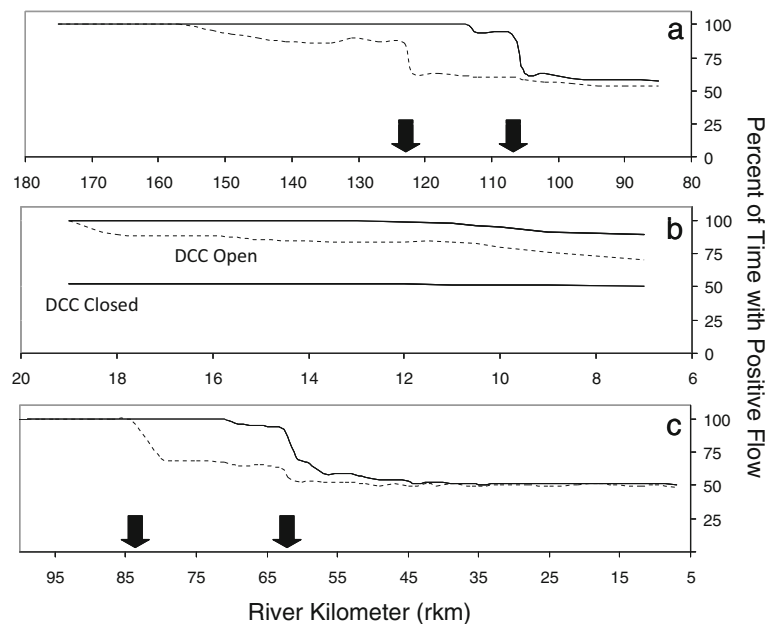 a
100
75
50
25
0
180 170 160 150 140 130 120 110 100 90 80
b
100
75
50
25
0
DCC Open
DCC Closed
20 18 16 14 12 10 8 6
c
100
75
50
25
95 85 75 65 55 45 35 25 15 5
River Kilometer (rkm)
Percent of Time with Positive Flow